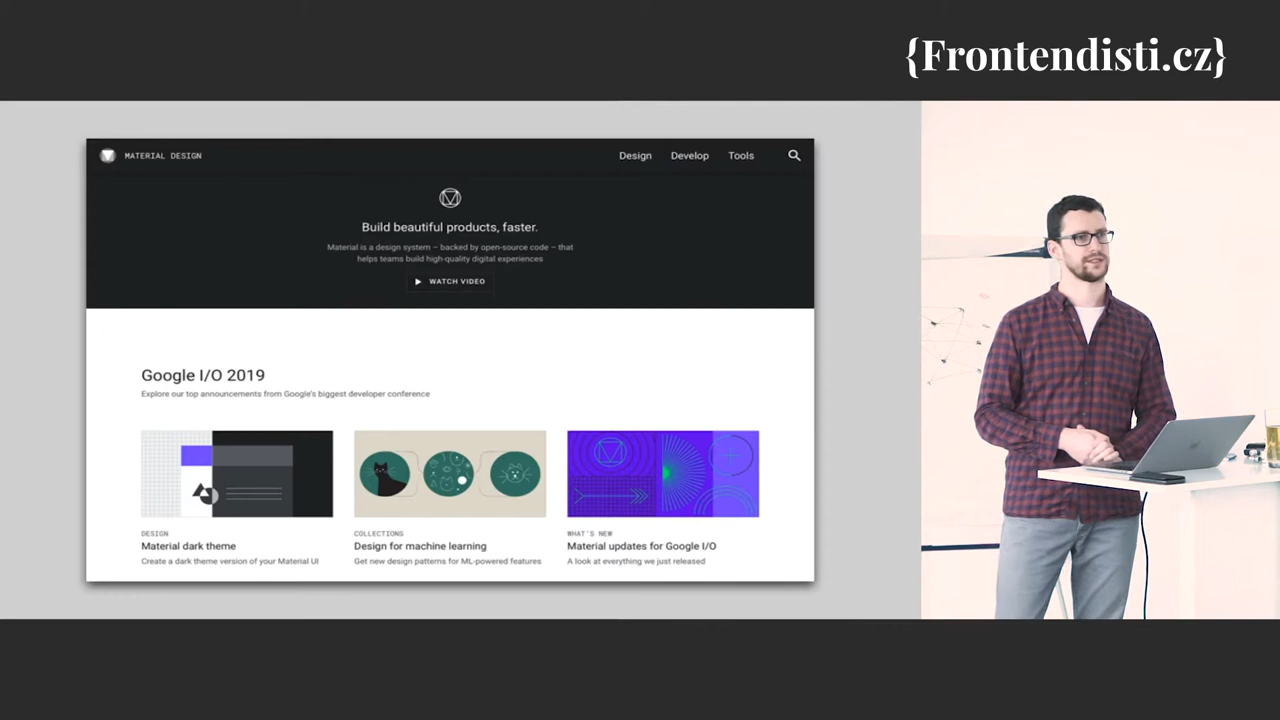 {Frontendisti.cz}
MATERIAL DESIGN
Design
Develop
Tools
Build beautiful products, faster.
Material is a design system – backed by open-source code – that
helps teams build high-quality digital experiences
WATCH VIDEO
Google I/O 2019
Explore our top announcements from Google's biggest developer conference
DESIGN
Material dark theme
Create a dark theme version of your Material UI
COLLECTIONS
Design for machine learning
Get new design patterns for ML-powered features
WHAT'S NEW
Material updates for Google I/O
A look at everything we just released